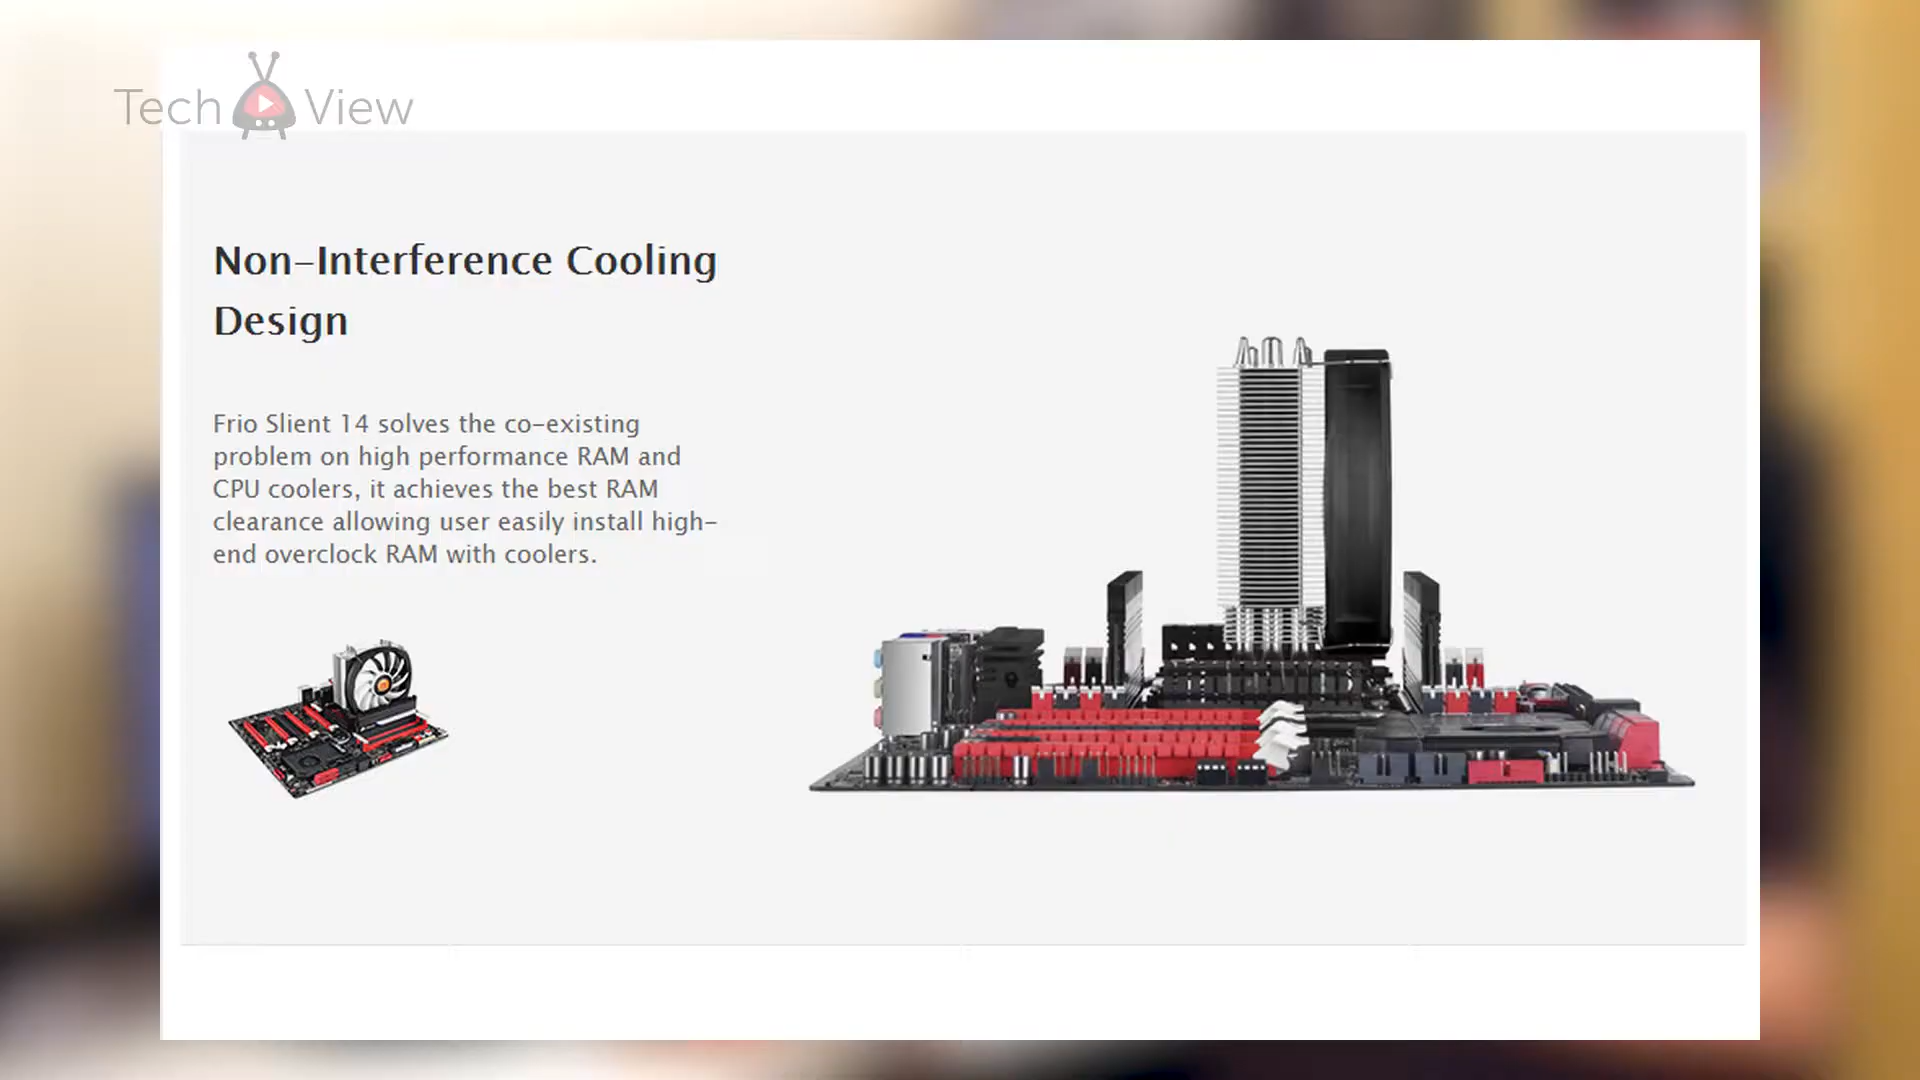 Tech View
Non-Interference Cooling
Design
Frio Slient 14 solves the co-existing
problem on high performance RAM and
CPU coolers, it achieves the best RAM
clearance allowing user easily install high-
end overclock RAM with coolers.